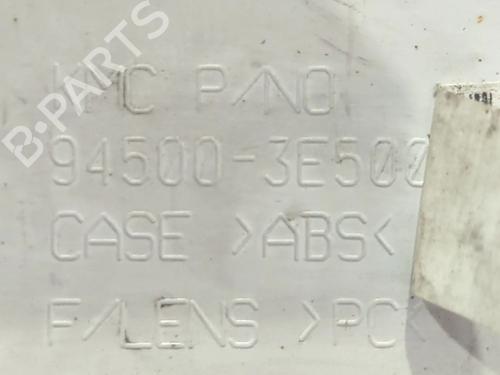 B-PARTS
HMC P/NO
94500-3E500
CASE >ABS<
F/LENS >PC<